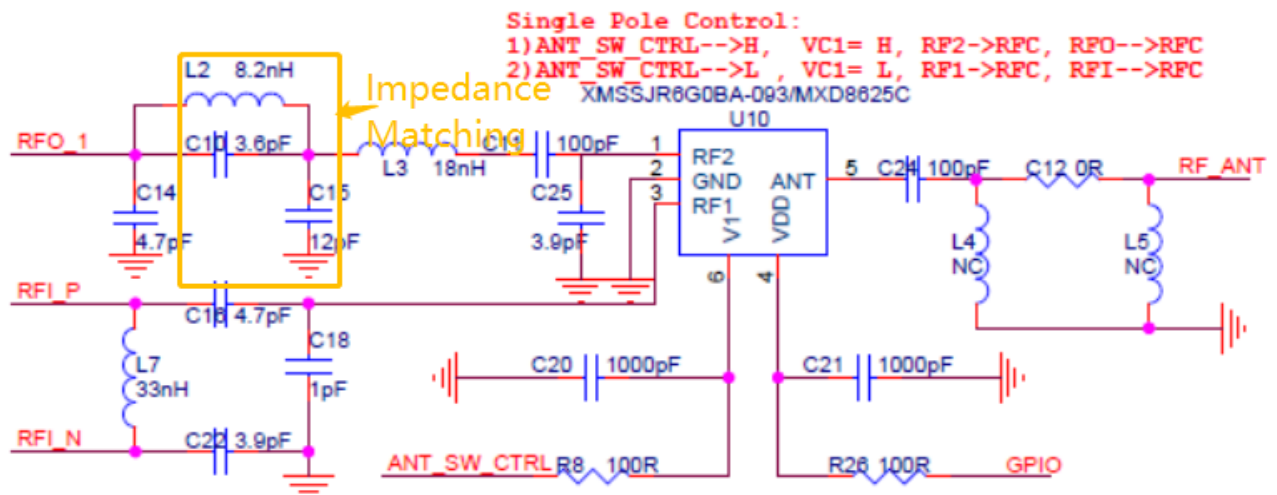 Single Pole Control:
1)ANT_SW_CTRL-->H, VC1= H, RF2->RFC, RFO-->RFC
2)ANT_SW_CTRL-->L , VC1= L , RF1->RFC, RFI-->RFC
XMSSJR6G0BA-093/MXD8625C
U10
L2 8.2nH
Impedance
Matching
RFO_1
C10 3.6pF
L3 18nH
C11 100pF
C14
4.7pF
C15
12pF
C25
3.9pF
1
2
3
RF2
GND
RF1
ANT
V1
VDD
5
6
4
C24 100pF
C12 0R
RF_ANT
L4
NC
L5
NC
RFI_P
C16 4.7pF
C18
1pF
L7
33nH
RFI_N
C22 3.9pF
C20 1000pF
C21 1000pF
ANT_SW_CTRL
R8 100R
R26 100R
GPIO